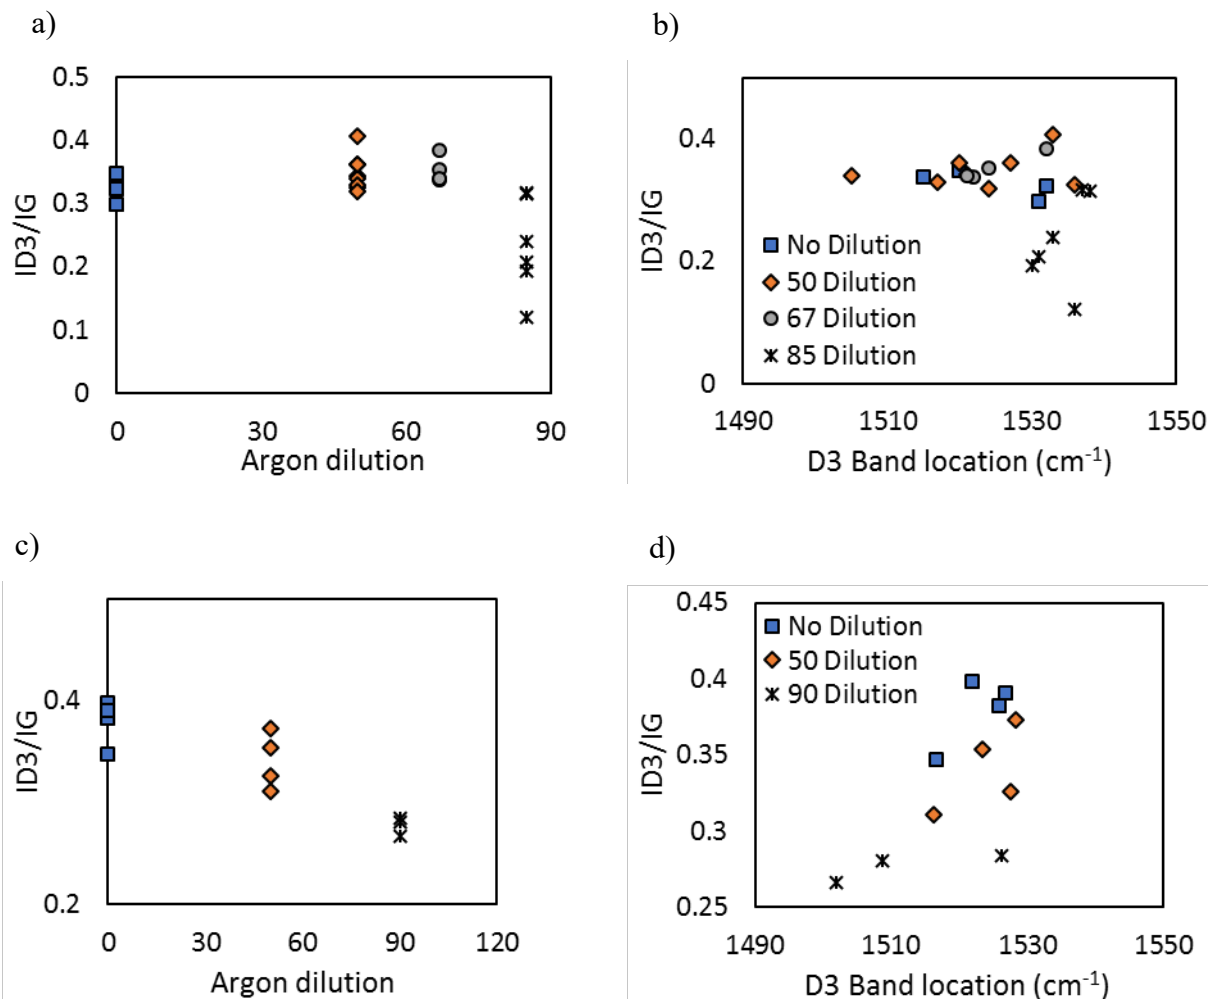 a)
0.5
0.4
0.3
0.2
0.1
0
ID3/IG
0 30 60 90
Argon dilution
b)
0.4
0.2
0
ID3/IG
No Dilution
50 Dilution
67 Dilution
85 Dilution
1490 1510 1530 1550
D3 Band location (cm⁻¹)
c)
0.4
0.2
ID3/IG
0 30 60 90 120
Argon dilution
d)
0.45
0.4
0.35
0.3
0.25
ID3/IG
No Dilution
50 Dilution
90 Dilution
1490 1510 1530 1550
D3 Band location (cm⁻¹)